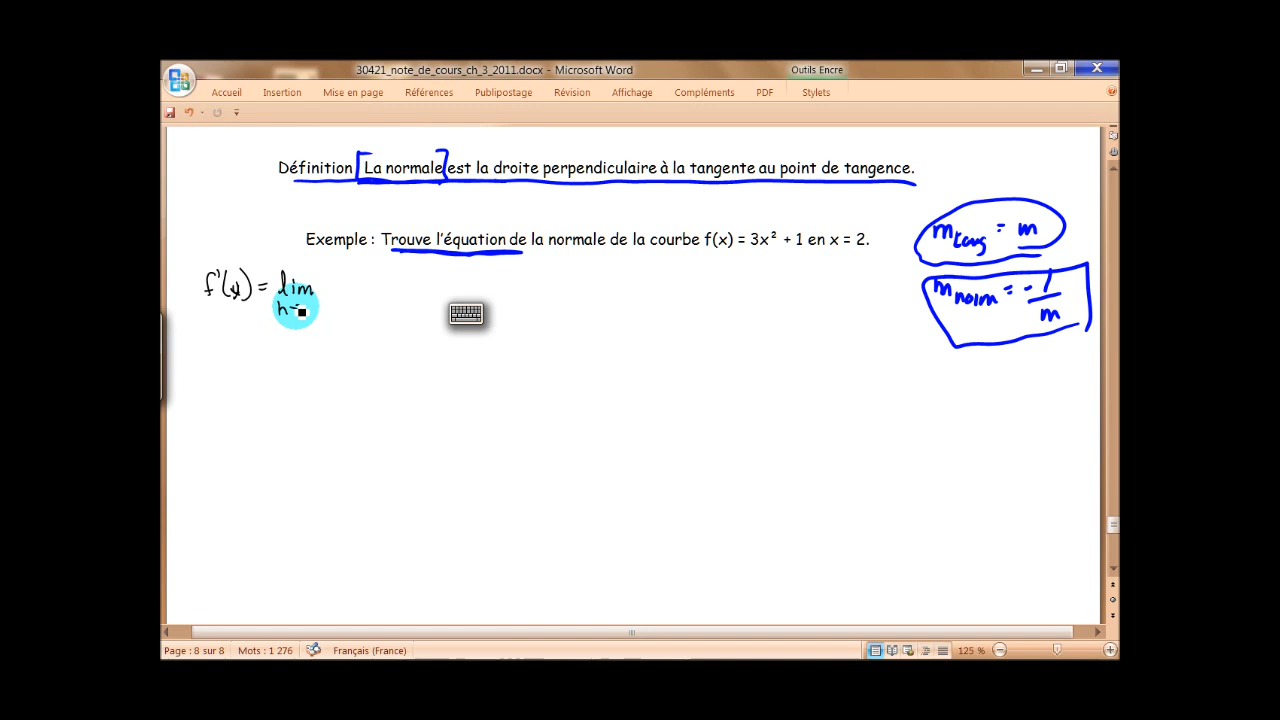 30421_note_de_cours_ch_3_2011.docx - Microsoft Word
Outils Encre
Accueil Insertion Mise en page Références Publipostage Révision Affichage Compléments PDF Stylets
Définition La normale est la droite perpendiculaire à la tangente au point de tangence.
Exemple : Trouve l'équation de la normale de la courbe f(x) = 3x² + 1 en x = 2.
m tang = m
m norm = - 1/m
f'(x) = lim
h
Page : 8 sur 8 Mots : 1 276 Français (France) 125 %